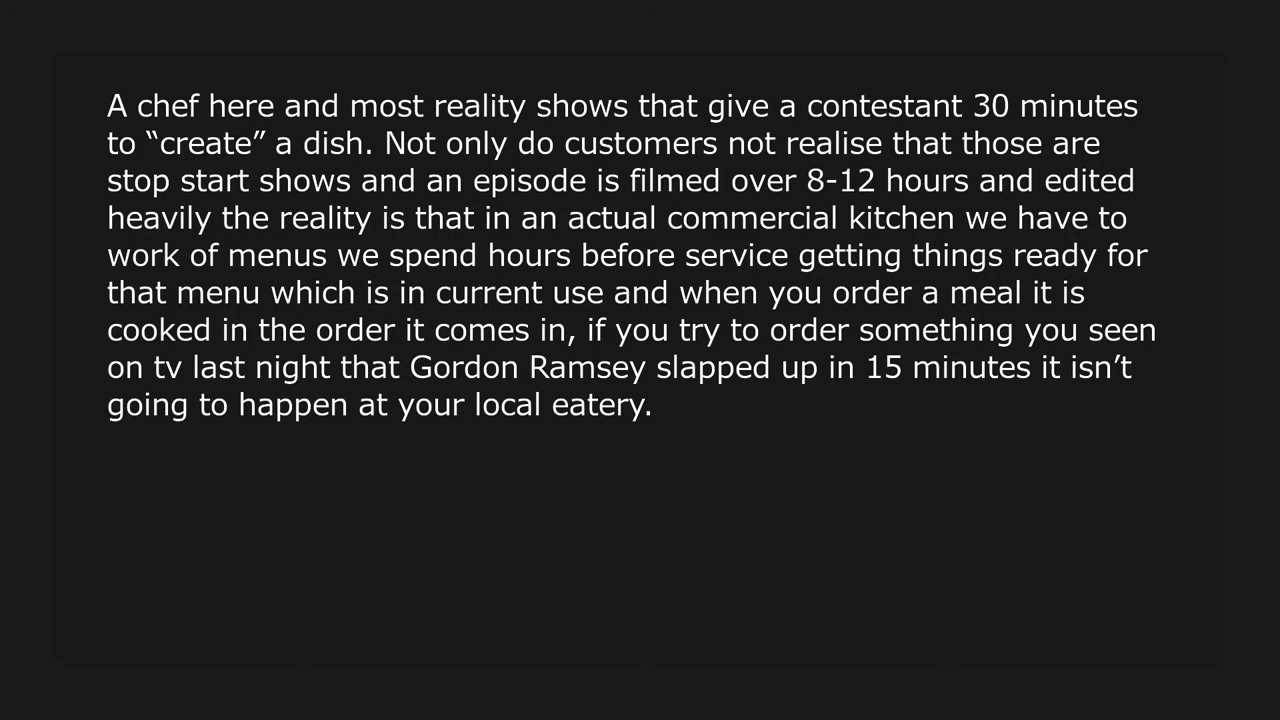 A chef here and most reality shows that give a contestant 30 minutes
to “create” a dish. Not only do customers not realise that those are
stop start shows and an episode is filmed over 8-12 hours and edited
heavily the reality is that in an actual commercial kitchen we have to
work of menus we spend hours before service getting things ready for
that menu which is in current use and when you order a meal it is
cooked in the order it comes in, if you try to order something you seen
on tv last night that Gordon Ramsey slapped up in 15 minutes it isn’t
going to happen at your local eatery.